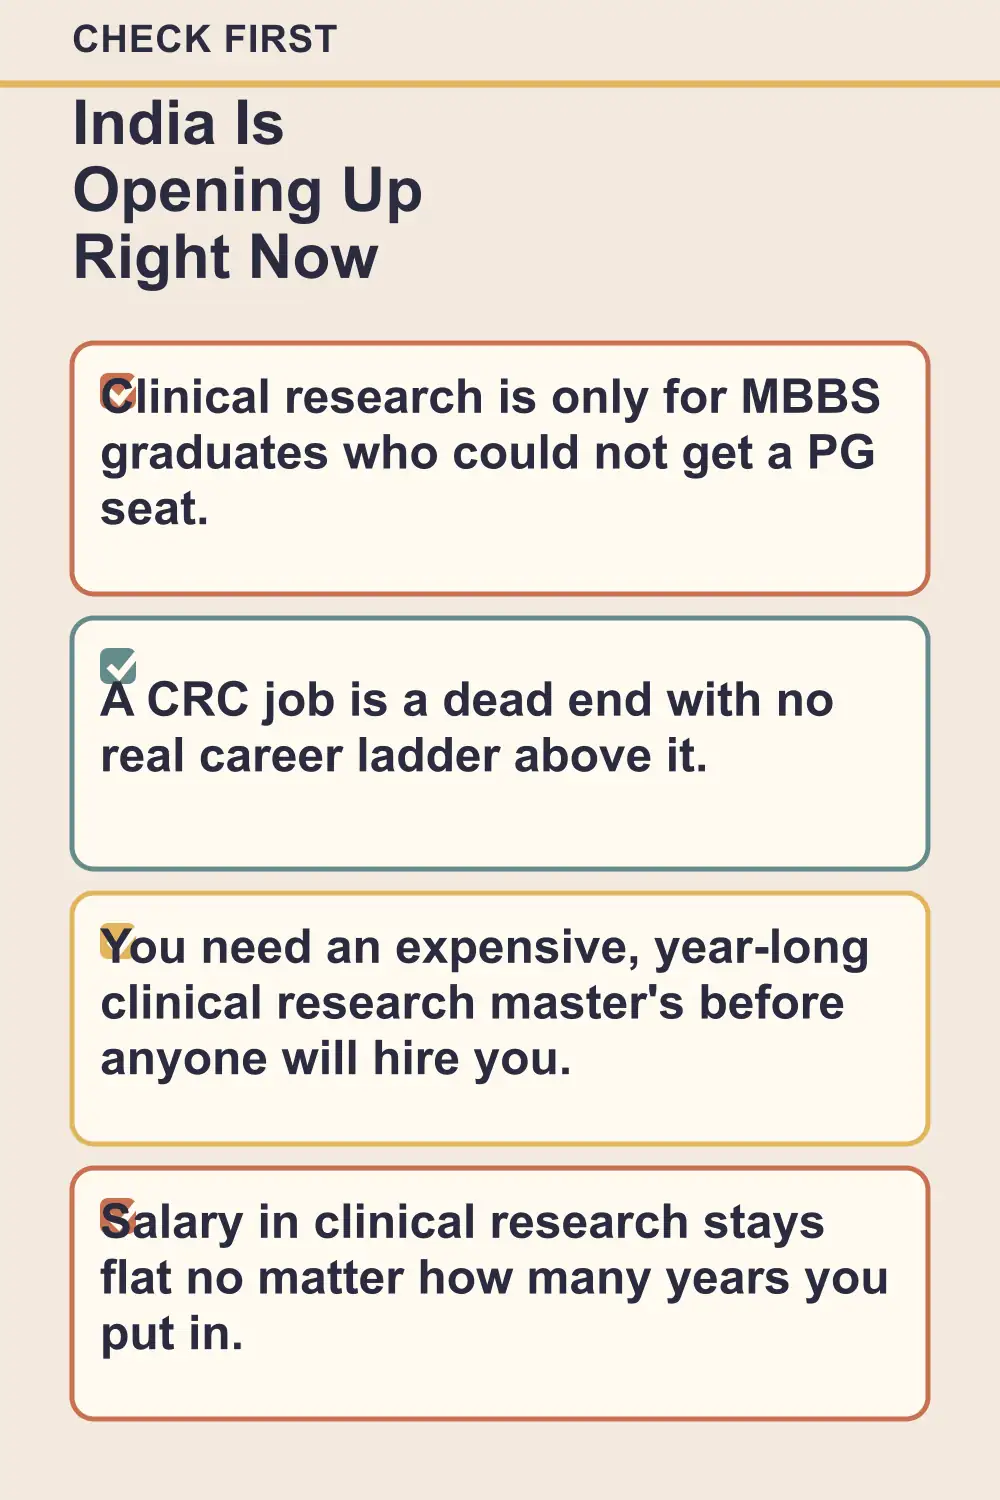 CHECK FIRST
India Is
Opening Up
Right Now
Clinical research is only for MBBS
graduates who could not get a PG
seat.
A CRC job is a dead end with no
real career ladder above it.
You need an expensive, year-long
clinical research master's before
anyone will hire you.
Salary in clinical research stays
flat no matter how many years you
put in.